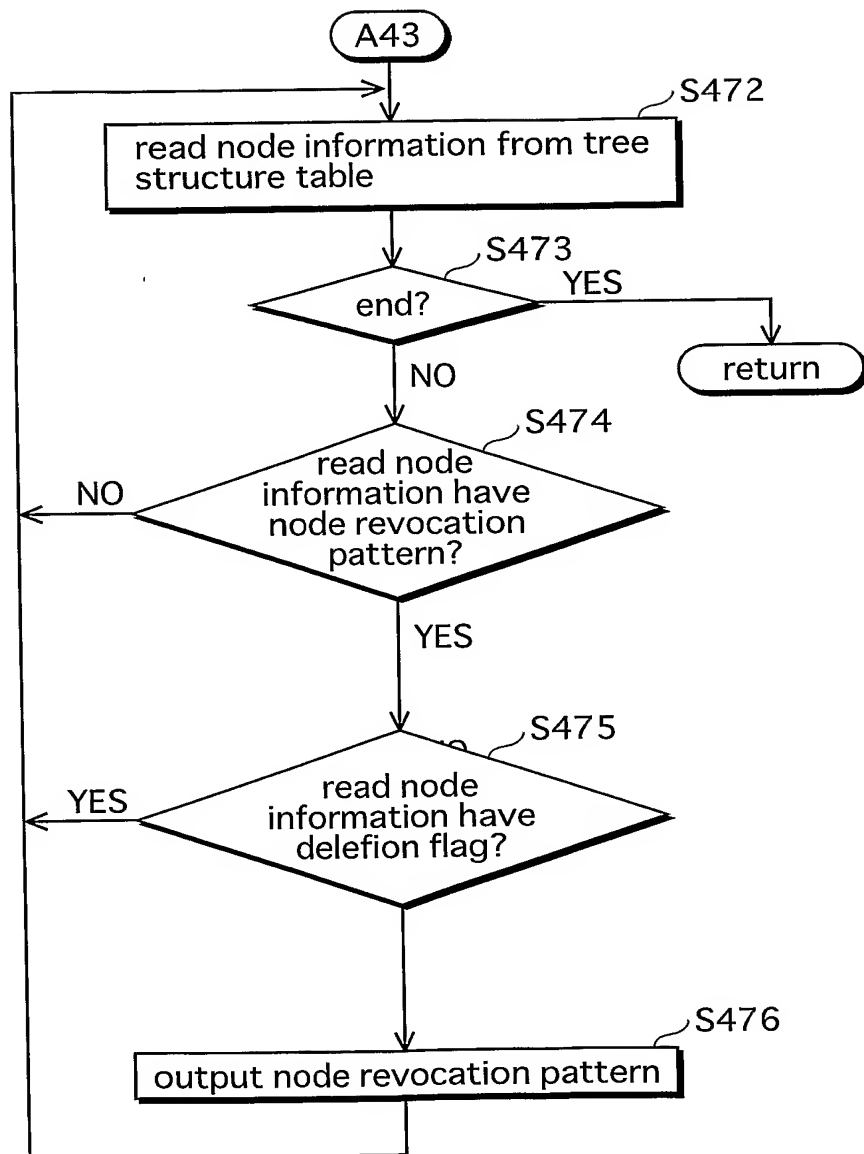 A43
S472
read node information from tree
structure table
S473
end?
YES
return
NO
S474
read node
information have
node revocation
pattern?
NO
YES
S475
read node
information have
delefion flag?
YES
S476
output node revocation pattern